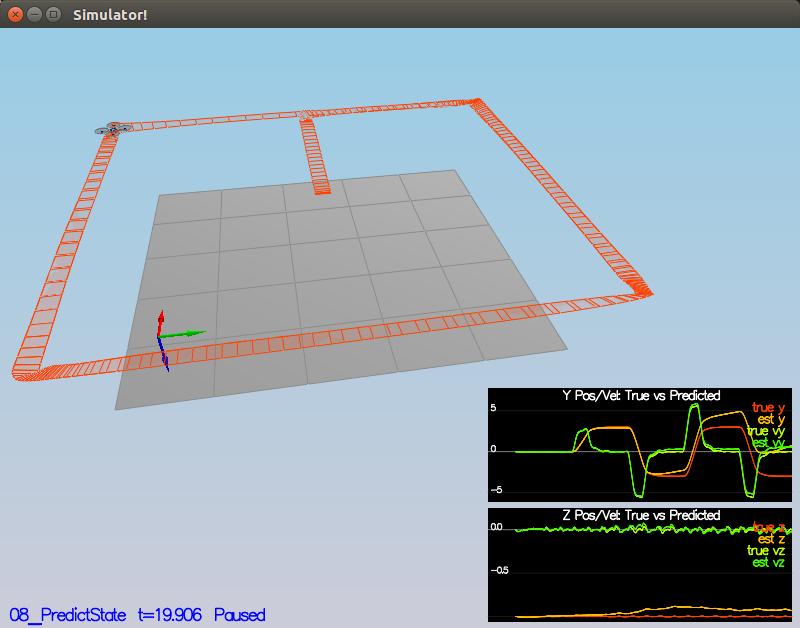 Simulator!
Y Pos/Vel: True vs Predicted
5
true y
est y
true vy
0
est vy
-5
Z Pos/Vel: True vs Predicted
0.0
true z
est z
true vz
est vz
-0.5
08_PredictState t=19.906 Paused